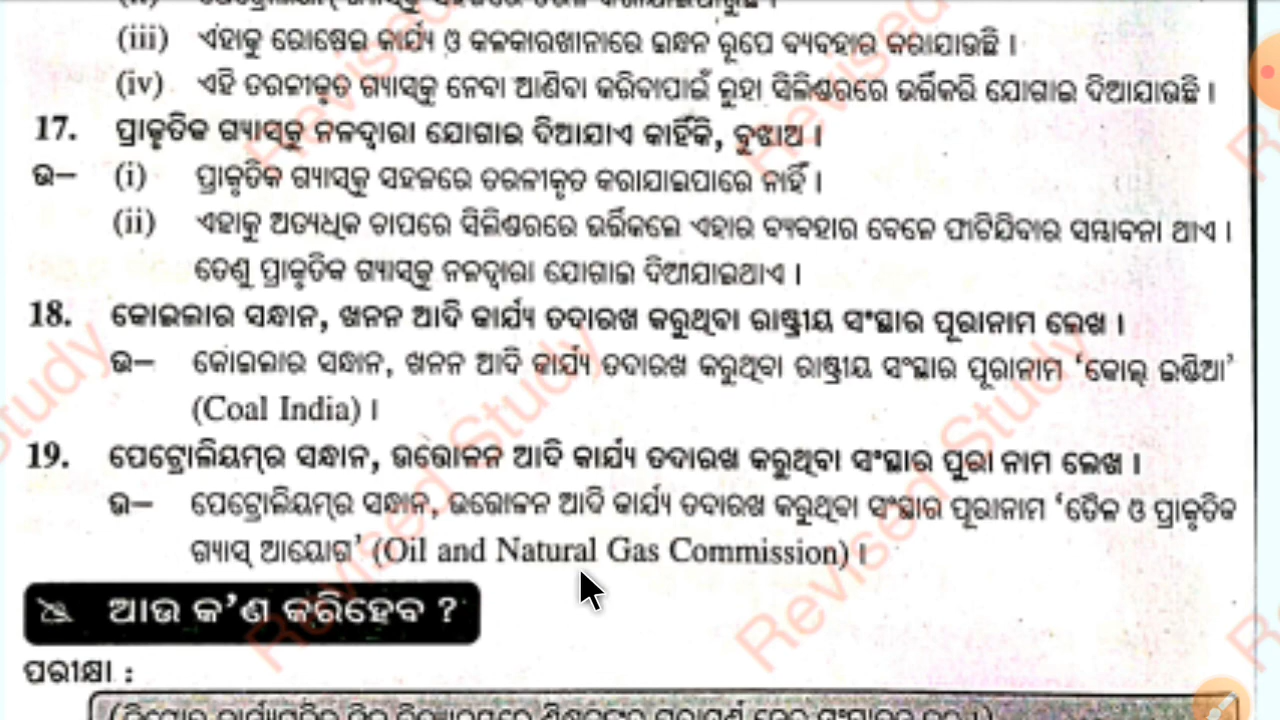 (iii) ଏହାକୁ ରୋଷେଇ କାର୍ଯ୍ୟ ଓ କଳକାରଖାନାରେ ଇନ୍ଧନ ରୂପେ ବ୍ୟବହାର କରାଯାଉଛି ।
(iv) ଏହି ତରଳୀକୃତ ଗ୍ୟାସ୍‌କୁ ନେବା ଆଣିବା କରିବାପାଇଁ ଲୁହା ସିଲିଣ୍ଡରରେ ଭର୍ତ୍ତିକରି ଯୋଗାଇ ଦିଆଯାଉଛି ।
17. ପ୍ରାକୃତିକ ଗ୍ୟାସ୍‌କୁ ନଳଦ୍ୱାରା ଯୋଗାଇ ଦିଆଯାଏ କାହିଁକି, ବୁଝାଅ ।
ଉ– (i) ପ୍ରାକୃତିକ ଗ୍ୟାସ୍‌କୁ ସହଜରେ ତରଳୀକୃତ କରାଯାଇପାରେ ନାହିଁ ।
(ii) ଏହାକୁ ଅତ୍ୟଧିକ ଚାପରେ ସିଲିଣ୍ଡରରେ ଭର୍ତ୍ତିକଲେ ଏହାର ବ୍ୟବହାର ବେଳେ ଫାଟିଯିବାର ସମ୍ଭାବନା ଥାଏ ।
ତେଣୁ ପ୍ରାକୃତିକ ଗ୍ୟାସ୍‌କୁ ନଳଦ୍ୱାରା ଯୋଗାଇ ଦିଆଯାଇଥାଏ ।
18. କୋଇଲାର ସନ୍ଧାନ, ଖନନ ଆଦି କାର୍ଯ୍ୟ ତଦାରଖ କରୁଥିବା ରାଷ୍ଟ୍ରୀୟ ସଂସ୍ଥାର ପୂରାନାମ ଲେଖ ।
ଉ– କୋଇଲାର ସନ୍ଧାନ, ଖନନ ଆଦି କାର୍ଯ୍ୟ ତଦାରଖ କରୁଥିବା ରାଷ୍ଟ୍ରୀୟ ସଂସ୍ଥାର ପୂରାନାମ ‘କୋଲ୍ ଇଣ୍ଡିଆ’
(Coal India) ।
19. ପେଟ୍ରୋଲିୟମ୍‌ର ସନ୍ଧାନ, ଉତ୍ତୋଳନ ଆଦି କାର୍ଯ୍ୟ ତଦାରଖ କରୁଥିବା ସଂସ୍ଥାର ପୁରା ନାମ ଲେଖ ।
ଉ– ପେଟ୍ରୋଲିୟମ୍‌ର ସନ୍ଧାନ, ଉତ୍ତୋଳନ ଆଦି କାର୍ଯ୍ୟ ତଦାରଖ କରୁଥିବା ସଂସ୍ଥାର ପୂରାନାମ ‘ତୈଳ ଓ ପ୍ରାକୃତିକ
ଗ୍ୟାସ୍ ଆୟୋଗ’ (Oil and Natural Gas Commission) ।
ଆଉ କ’ଣ କରିହେବ ?
ପରୀକ୍ଷା :
Revised Study